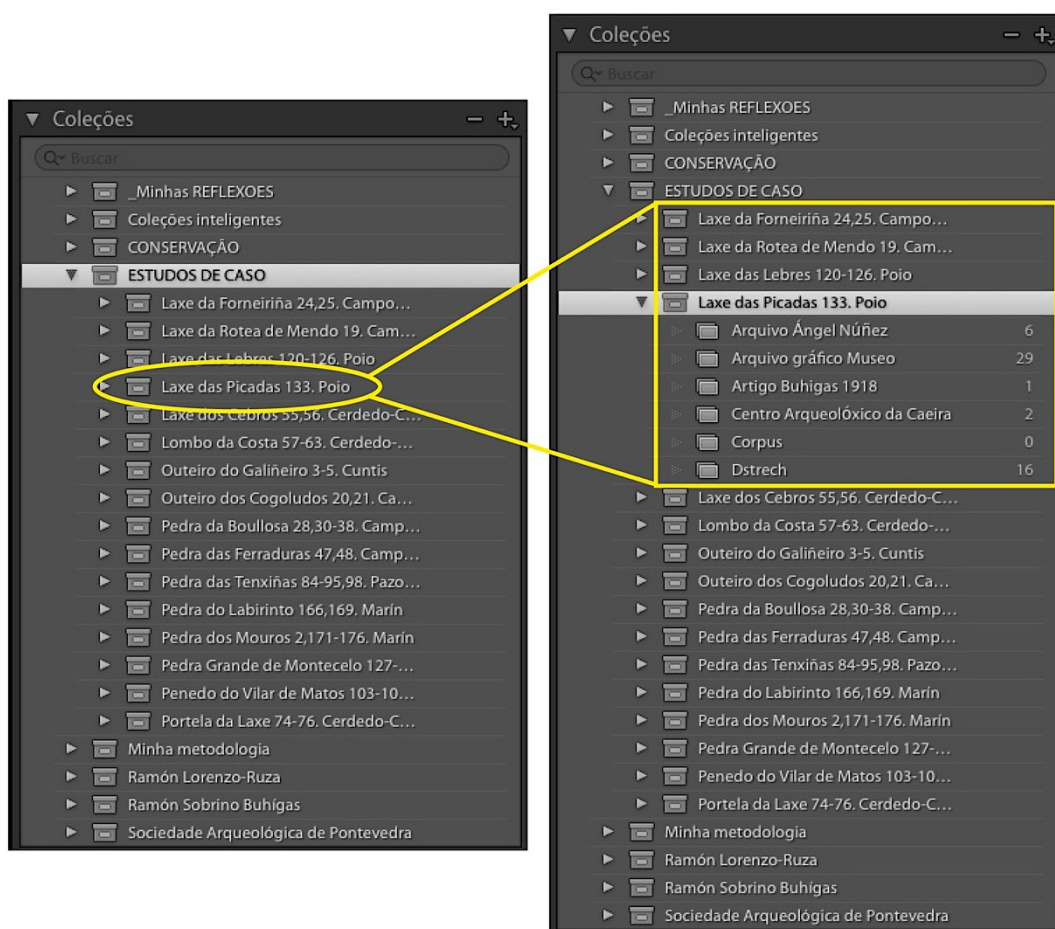 Coleções
Buscar
_Minhas REFLEXOES
Coleções inteligentes
CONSERVAÇÃO
ESTUDOS DE CASO
Laxe da Forneiriña 24,25. Campo...
Laxe da Rotea de Mendo 19. Cam...
Laxe das Lebres 120-126. Poio
Laxe das Picadas 133. Poio
Laxe dos Cebros 55,56. Cerdedo-C...
Lombo da Costa 57-63. Cerdedo-...
Outeiro do Galiñeiro 3-5. Cuntis
Outeiro dos Cogoludos 20,21. Ca...
Pedra da Boullosa 28,30-38. Camp...
Pedra das Ferraduras 47,48. Camp...
Pedra das Tenxiñas 84-95,98. Pazo...
Pedra do Labirinto 166,169. Marín
Pedra dos Mouros 2,171-176. Marín
Pedra Grande de Montecelo 127-...
Penedo do Vilar de Matos 103-10...
Portela da Laxe 74-76. Cerdedo-C...
Minha metodologia
Ramón Lorenzo-Ruza
Ramón Sobrino Buhígas
Sociedade Arqueológica de Pontevedra
Coleções
Buscar
_Minhas REFLEXOES
Coleções inteligentes
CONSERVAÇÃO
ESTUDOS DE CASO
Laxe da Forneiriña 24,25. Campo...
Laxe da Rotea de Mendo 19. Cam...
Laxe das Lebres 120-126. Poio
Laxe das Picadas 133. Poio
Arquivo Ángel Núñez 6
Arquivo gráfico Museo 29
Artigo Buhigas 1918 1
Centro Arqueolóxico da Caeira 2
Corpus 0
Dstrech 16
Laxe dos Cebros 55,56. Cerdedo-C...
Lombo da Costa 57-63. Cerdedo-...
Outeiro do Galiñeiro 3-5. Cuntis
Outeiro dos Cogoludos 20,21. Ca...
Pedra da Boullosa 28,30-38. Camp...
Pedra das Ferraduras 47,48. Camp...
Pedra das Tenxiñas 84-95,98. Pazo...
Pedra do Labirinto 166,169. Marín
Pedra dos Mouros 2,171-176. Marín
Pedra Grande de Montecelo 127-...
Penedo do Vilar de Matos 103-10...
Portela da Laxe 74-76. Cerdedo-C...
Minha metodologia
Ramón Lorenzo-Ruza
Ramón Sobrino Buhígas
Sociedade Arqueológica de Pontevedra